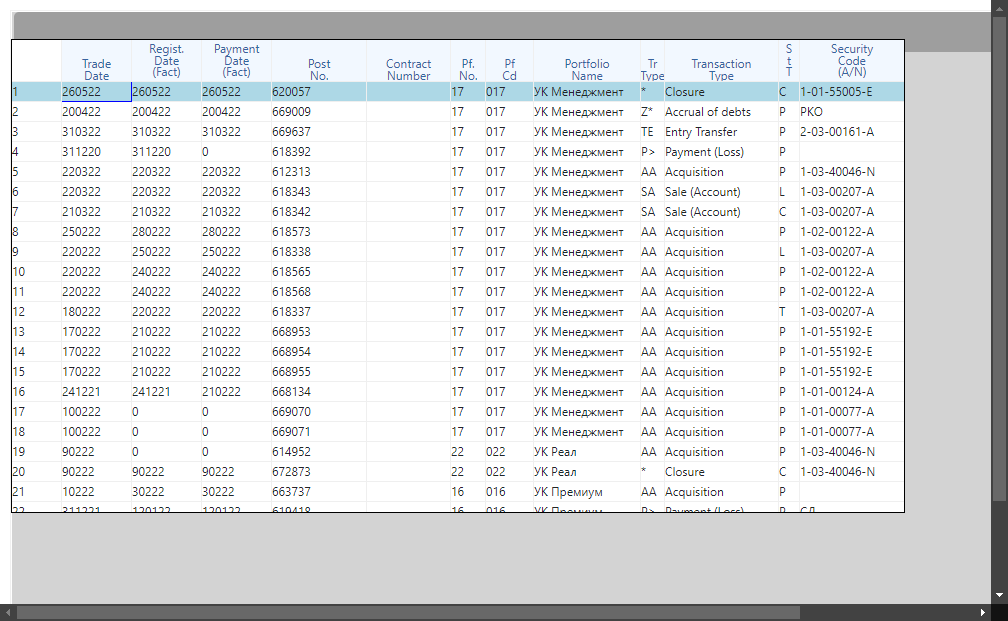 Trade Date Regist. Date (Fact) Payment Date (Fact) Post No. Contract Number Pf. No. Pf Cd Portfolio Name Tr Type Transaction Type S t T Security Code (A/N)
1 260522 260522 260522 620057 17 017 УК Менеджмент * Closure C 1-01-55005-E
2 200422 200422 200422 669009 17 017 УК Менеджмент Z* Accrual of debts P РКО
3 310322 310322 310322 669637 17 017 УК Менеджмент TE Entry Transfer P 2-03-00161-A
4 311220 311220 0 618392 17 017 УК Менеджмент P> Payment (Loss) P
5 220322 220322 220322 612313 17 017 УК Менеджмент AA Acquisition P 1-03-40046-N
6 220322 220322 220322 618343 17 017 УК Менеджмент SA Sale (Account) L 1-03-00207-A
7 210322 210322 210322 618342 17 017 УК Менеджмент SA Sale (Account) C 1-03-00207-A
8 250222 280222 280222 618573 17 017 УК Менеджмент AA Acquisition P 1-02-00122-A
9 220222 250222 250222 618338 17 017 УК Менеджмент AA Acquisition L 1-03-00207-A
10 220222 240222 240222 618565 17 017 УК Менеджмент AA Acquisition P 1-02-00122-A
11 220222 240222 240222 618568 17 017 УК Менеджмент AA Acquisition P 1-02-00122-A
12 180222 220222 220222 618337 17 017 УК Менеджмент AA Acquisition T 1-03-00207-A
13 170222 210222 210222 668953 17 017 УК Менеджмент AA Acquisition P 1-01-55192-E
14 170222 210222 210222 668954 17 017 УК Менеджмент AA Acquisition P 1-01-55192-E
15 170222 210222 210222 668955 17 017 УК Менеджмент AA Acquisition P 1-01-55192-E
16 241221 241221 210222 668134 17 017 УК Менеджмент AA Acquisition P 1-01-00124-A
17 100222 0 0 669070 17 017 УК Менеджмент AA Acquisition P 1-01-00077-A
18 100222 0 0 669071 17 017 УК Менеджмент AA Acquisition P 1-01-00077-A
19 90222 0 0 614952 22 022 УК Реал AA Acquisition P 1-03-40046-N
20 90222 90222 90222 672873 22 022 УК Реал * Closure C 1-03-40046-N
21 10222 30222 30222 663737 16 016 УК Премиум AA Acquisition P
22 311221 120122 120122 619418 16 016 УК Премиум P> Payment (Loss) P